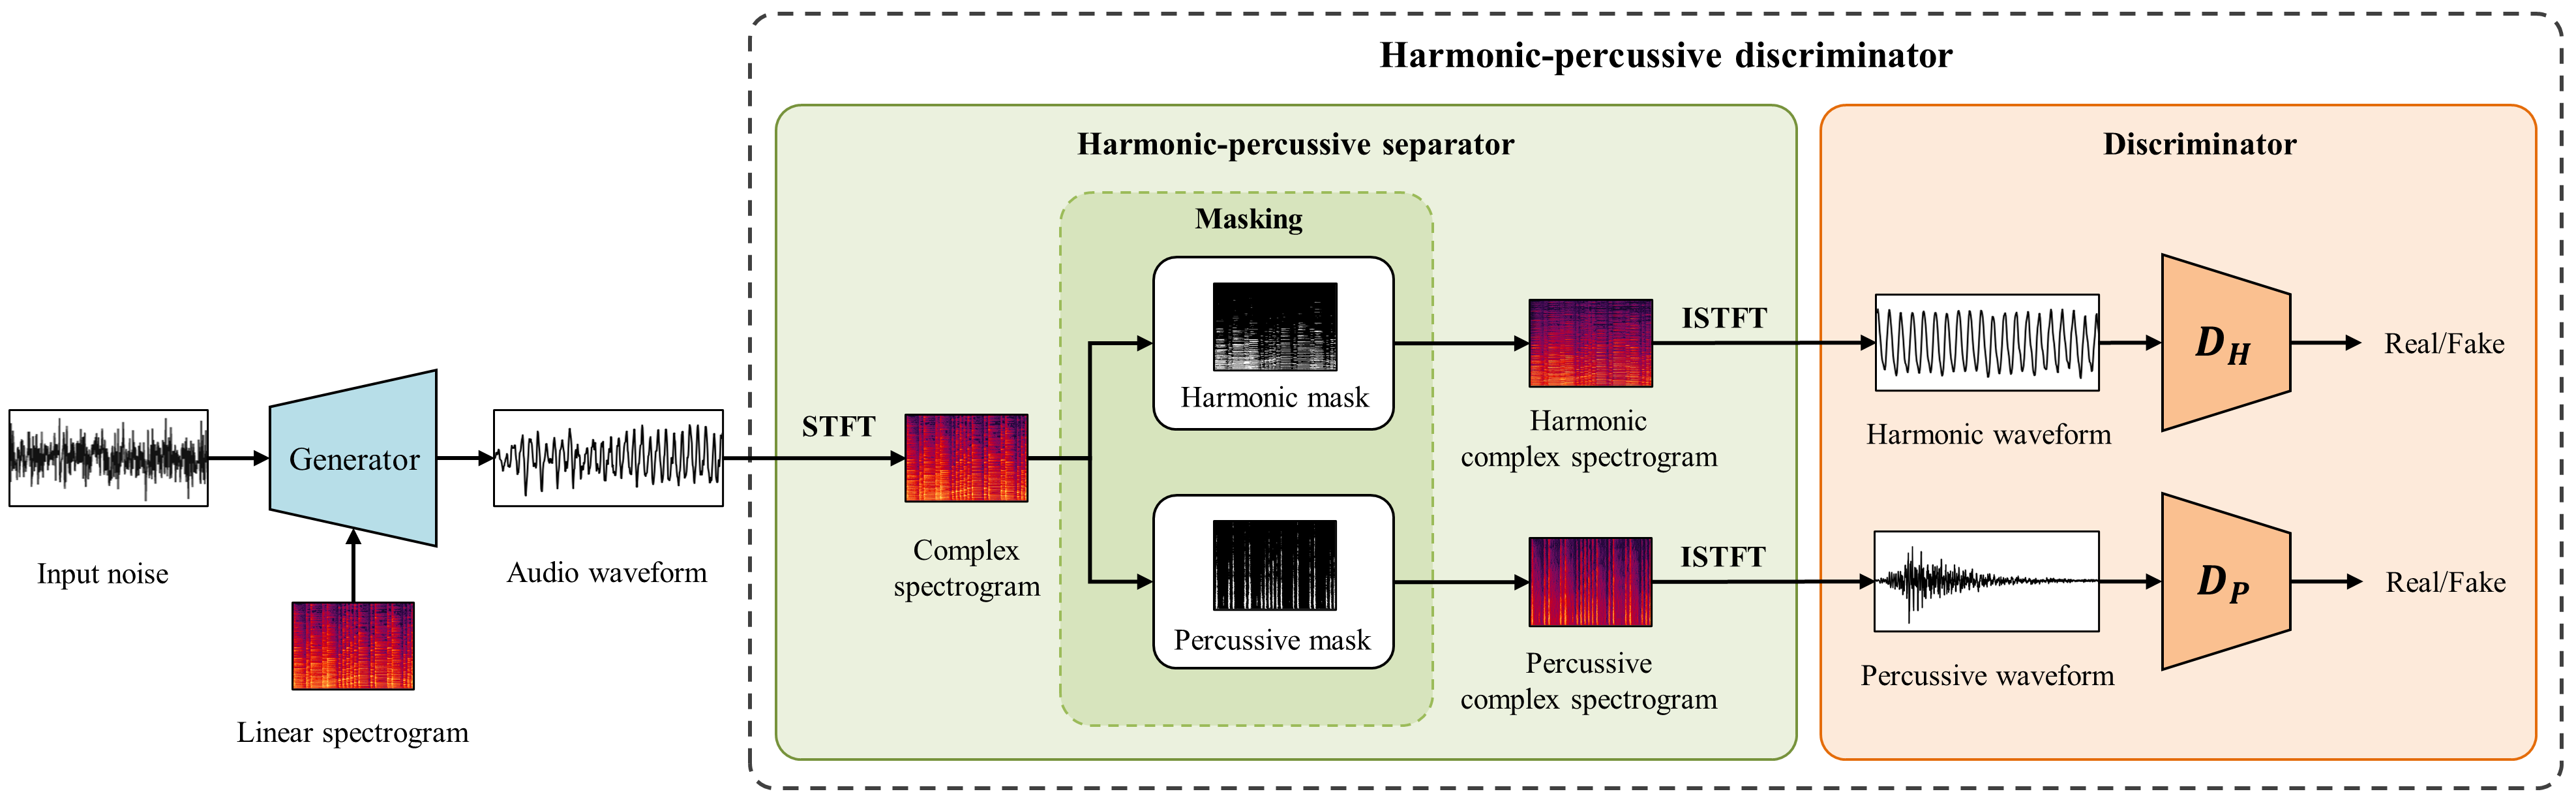 Harmonic-percussive discriminator
Harmonic-percussive separator
Discriminator
Masking
Input noise
Generator
Linear spectrogram
Audio waveform
STFT
Complex
spectrogram
Harmonic mask
Percussive mask
Harmonic
complex spectrogram
Percussive
complex spectrogram
ISTFT
ISTFT
Harmonic waveform
Percussive waveform
D_H
D_P
Real/Fake
Real/Fake